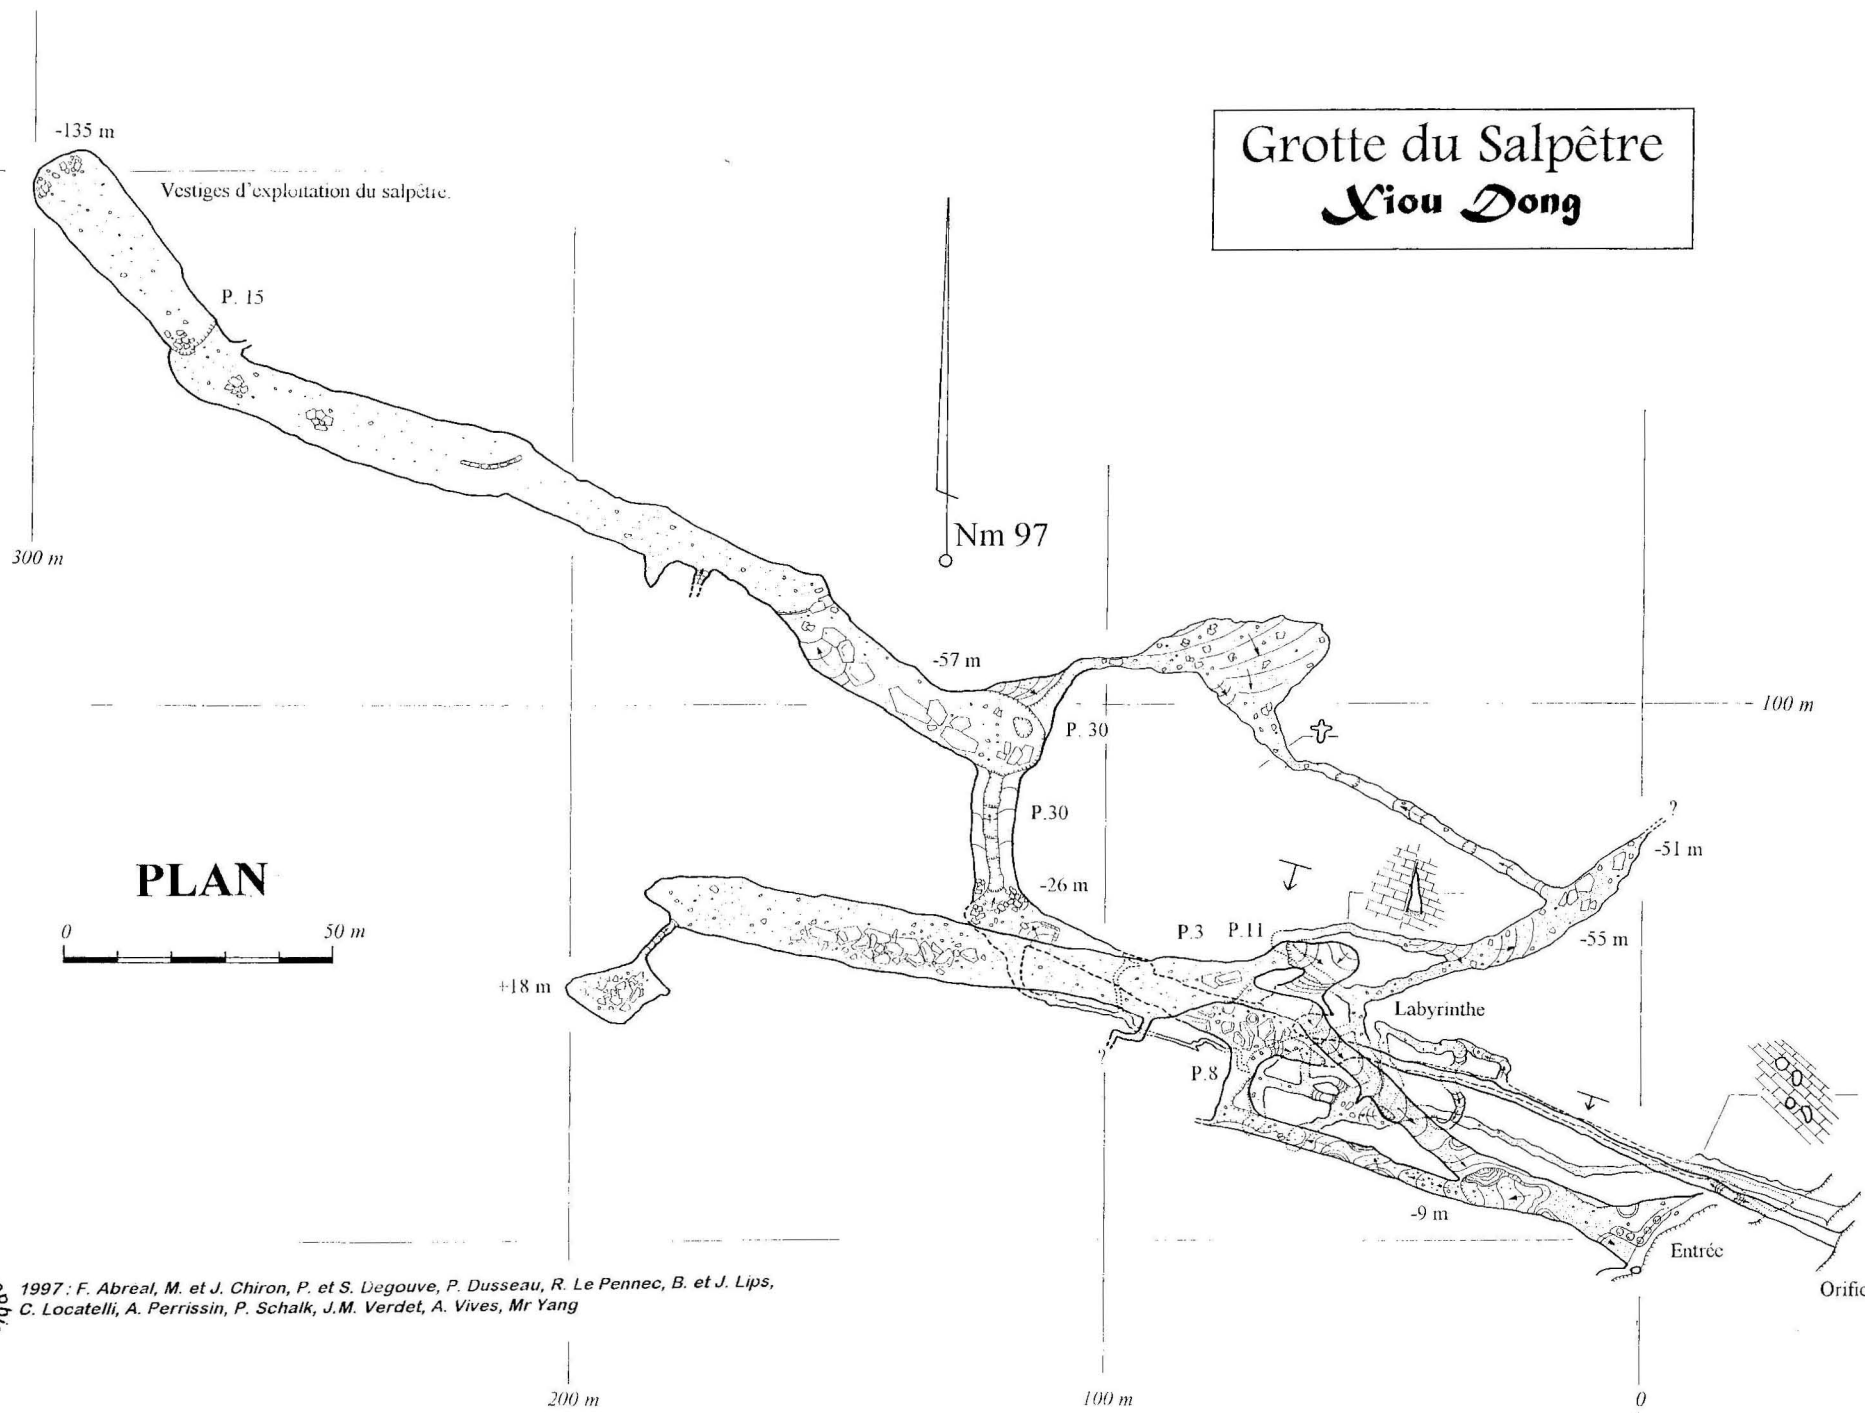 Grotte du Salpêtre
Xiou Dong
-135 m
Vestiges d'exploitation du salpêtre.
P. 15
Nm 97
300 m
-57 m
100 m
P. 30
P.30
?
-51 m
PLAN
-26 m
0 50 m
P.3 P.11
-55 m
+18 m
Labyrinthe
?
P.8
-9 m
Entrée
Orific
1997 : F. Abreal, M. et J. Chiron, P. et S. Degouve, P. Dusseau, R. Le Pennec, B. et J. Lips,
C. Locatelli, A. Perrissin, P. Schalk, J.M. Verdet, A. Vives, Mr Yang
200 m
100 m
0